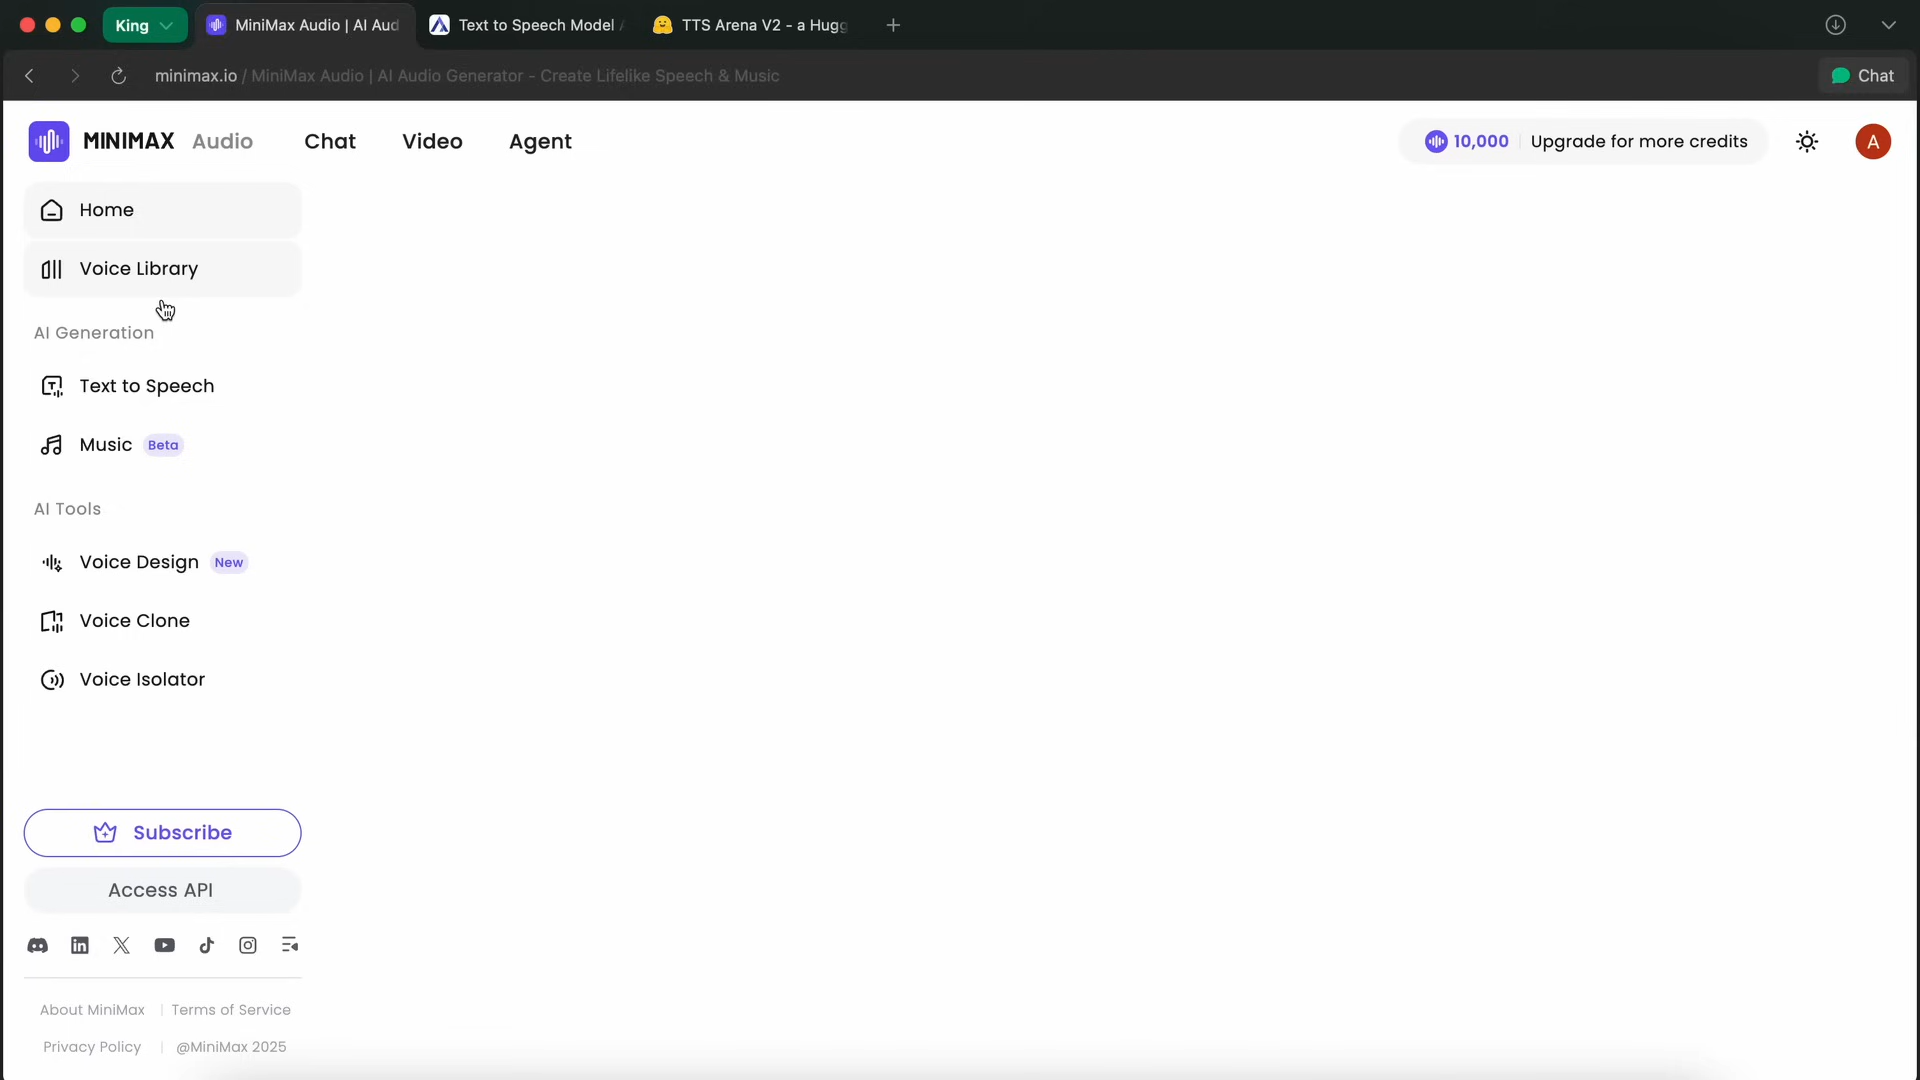 King
MiniMax Audio | AI Aud
Text to Speech Model
TTS Arena V2 - a Hugg
minimax.io / MiniMax Audio | AI Audio Generator - Create Lifelike Speech & Music
Chat
MINIMAX Audio
Chat
Video
Agent
10,000
Upgrade for more credits
A
Home
Voice Library
AI Generation
Text to Speech
Music Beta
AI Tools
Voice Design New
Voice Clone
Voice Isolator
Subscribe
Access API
About MiniMax | Terms of Service
Privacy Policy | @MiniMax 2025